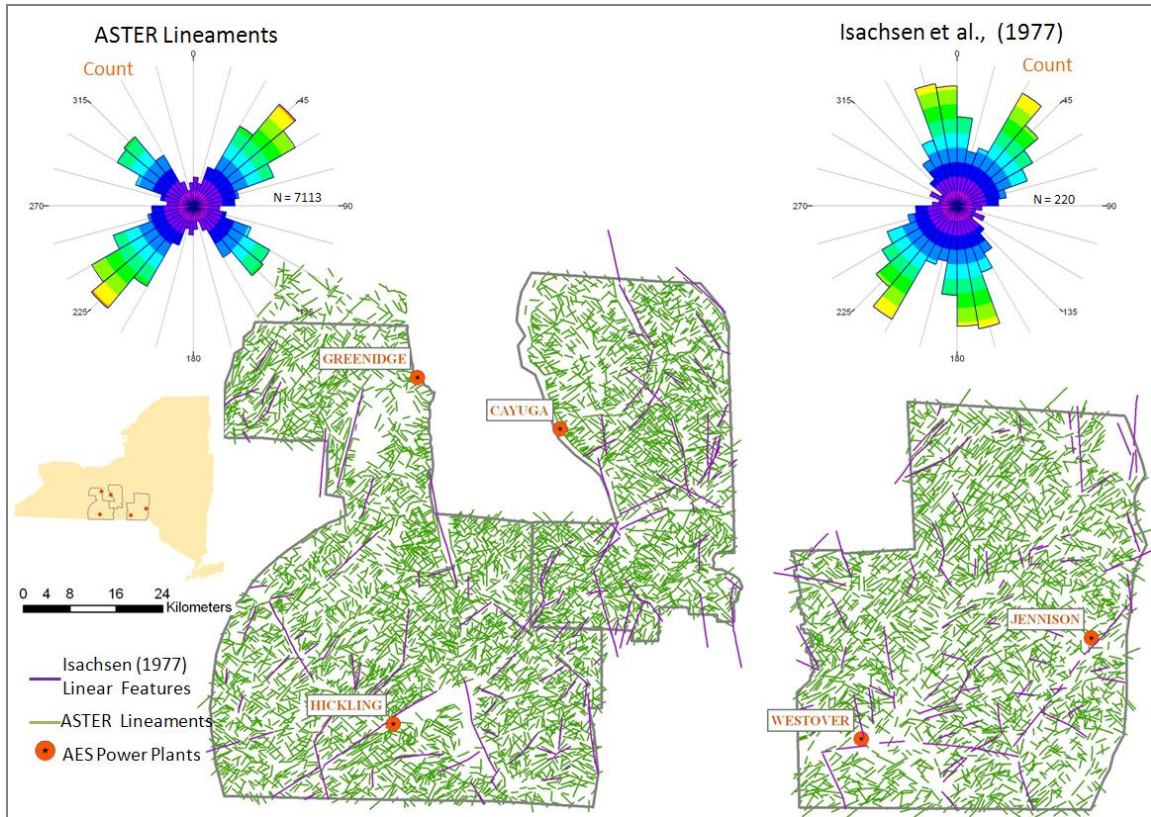 ASTER Lineaments
Count
0
315
45
270
90
N = 7113
225
180
Isachsen et al., (1977)
Count
0
315
45
270
90
N = 220
225
135
180
GREENIDGE
CAYUGA
JENNISON
HICKLING
WESTOVER
0 4 8 16 24
Kilometers
Isachsen (1977)
Linear Features
ASTER Lineaments
AES Power Plants